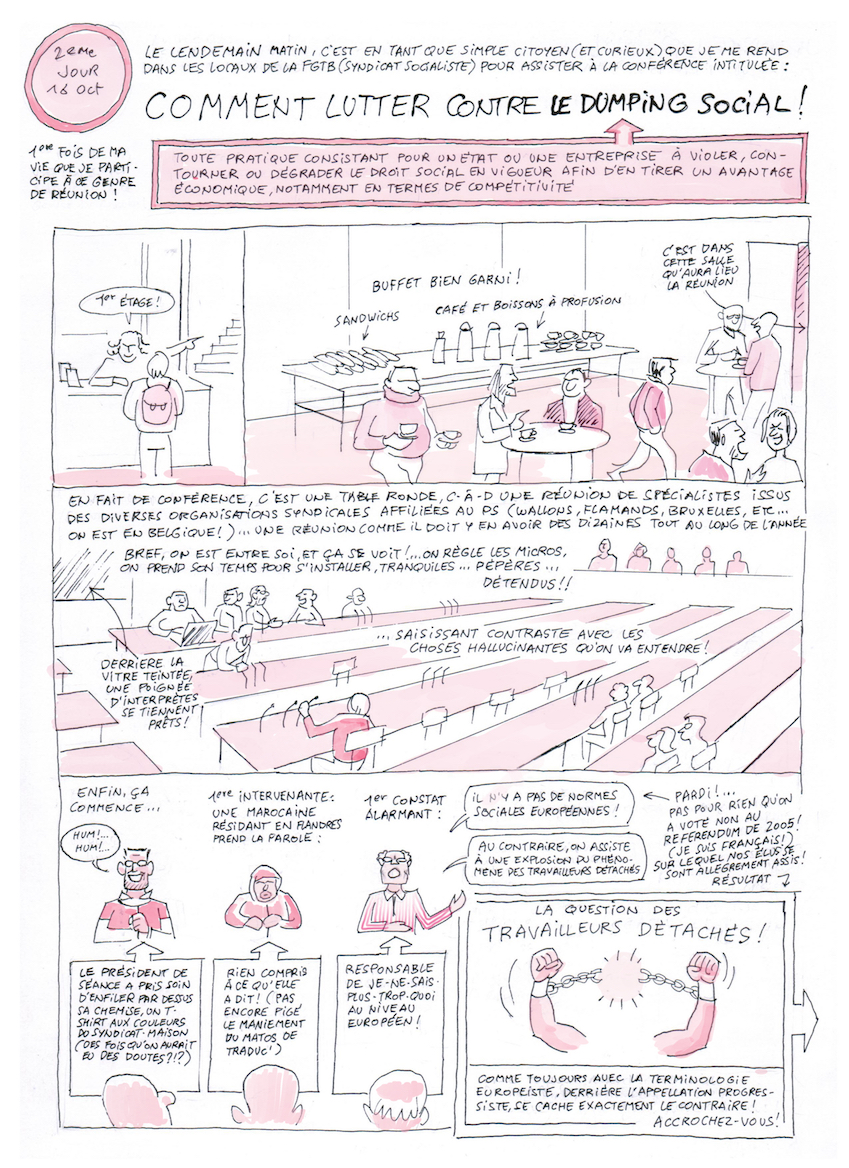 2ème
JOUR
16 OCT
LE LENDEMAIN MATIN, C'EST EN TANT QUE SIMPLE CITOYEN (ET CURIEUX) QUE JE ME REND
DANS LES LOCAUX DE LA FGTB (SYNDICAT SOCIALISTE) POUR ASSISTER À LA CONFÉRENCE INTITULÉE :
COMMENT LUTTER CONTRE LE DUMPING SOCIAL !
1ère FOIS DE MA
VIE QUE JE PARTI-
CIPE À CE GENRE
DE RÉUNION !
TOUTE PRATIQUE CONSISTANT POUR UN ÉTAT OU UNE ENTREPRISE À VIOLER, CON-
TOURNER OU DÉGRADER LE DROIT SOCIAL EN VIGUEUR AFIN D'EN TIRER UN AVANTAGE
ÉCONOMIQUE, NOTAMMENT EN TERMES DE COMPÉTITIVITÉ
1er ÉTAGE !
BUFFET BIEN GARNI !
SANDWICHS
CAFÉ ET BOISSONS À PROFUSION
C'EST DANS
CETTE SALLE
QU'AURA LIEU
LA RÉUNION
EN FAIT DE CONFÉRENCE, C'EST UNE TABLE RONDE, C-À-D UNE RÉUNION DE SPÉCIALISTES ISSUS
DES DIVERSES ORGANISATIONS SYNDICALES AFFILIÉES AU PS (WALLONS, FLAMANDS, BRUXELLES, ETC...
ON EST EN BELGIQUE !)... UNE RÉUNION COMME IL DOIT Y EN AVOIR DES DIZAINES TOUT AU LONG DE L'ANNÉE
BREF, ON EST ENTRE SOI, ET ÇA SE VOIT !... ON RÈGLE LES MICROS,
ON PREND SON TEMPS POUR S'INSTALLER, TRANQUILES... PÉPÈRES...
DÉTENDUS !!
... SAISISSANT CONTRASTE AVEC LES
CHOSES HALLUCINANTES QU'ON VA ENTENDRE !
DERRIÈRE LA
VITRE TEINTÉE,
UNE POIGNÉE
D'INTERPRÈTES
SE TIENNENT
PRÊTS !
ENFIN, ÇA
COMMENCE...
HUM !...
HUM !...
LE PRÉSIDENT DE
SÉANCE A PRIS SOIN
D'ENFILER PAR DESSUS
SA CHEMISE, UN T-
SHIRT AUX COULEURS
DU SYNDICAT-MAISON
(DES FOIS QU'ON AURAIT
EU DES DOUTES ?!?)
1ère INTERVENANTE :
UNE MAROCAINE
RÉSIDANT EN FLANDRES
PREND LA PAROLE :
RIEN COMPRIS
À CE QU'ELLE
A DIT ! (PAS
ENCORE PIGÉ
LE MANIEMENT
DU MATOS DE
TRADUC')
1er CONSTAT
ALARMANT :
IL N'Y A PAS DE NORMES
SOCIALES EUROPÉENNES !
AU CONTRAIRE, ON ASSISTE
À UNE EXPLOSION DU PHÉNO-
MÈNE DES TRAVAILLEURS DÉTACHÉS
RESPONSABLE
DE JE-NE-SAIS-
PLUS-TROP-QUOI
AU NIVEAU
EUROPÉEN !
PARDI !...
PAS POUR RIEN QU'ON
A VOTÉ NON AU
RÉFÉRENDUM DE 2005 !
(JE SUIS FRANÇAIS !)
SUR LEQUEL NOS ÉLUS SE
SONT ALLÈGREMENT ASSIS !
RÉSULTAT
LA QUESTION DES
TRAVAILLEURS DÉTACHÉS !
COMME TOUJOURS AVEC LA TERMINOLOGIE
EUROPÉISTE, DERRIÈRE L'APPELLATION PROGRES-
SISTE, SE CACHE EXACTEMENT LE CONTRAIRE !
ACCROCHEZ-VOUS !